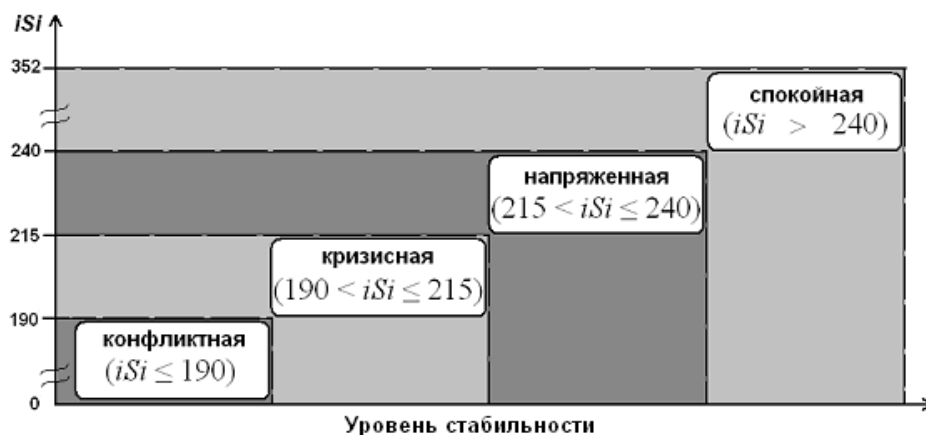 iSi
352
спокойная
(iSi > 240)
240
напряженная
(215 < iSi ≤ 240)
215
кризисная
(190 < iSi ≤ 215)
190
конфликтная
(iSi ≤ 190)
0
Уровень стабильности